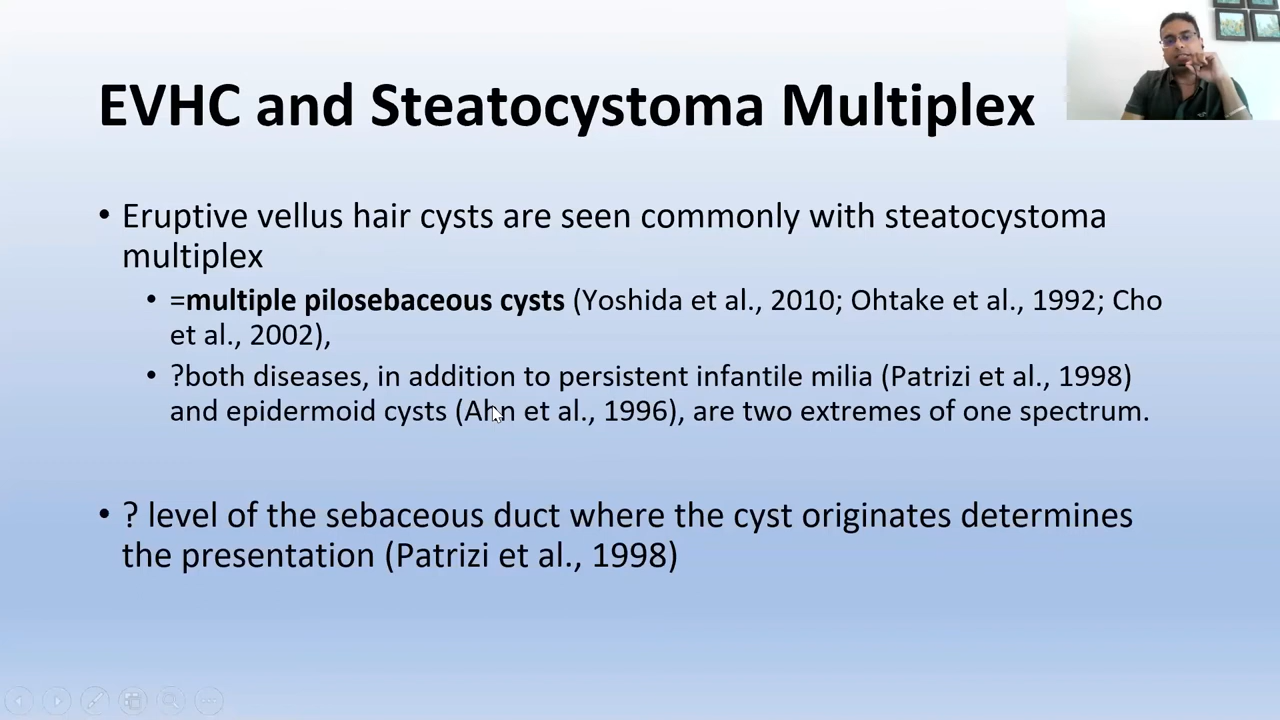 EVHC and Steatocystoma Multiplex
• Eruptive vellus hair cysts are seen commonly with steatocystoma
multiplex
• =multiple pilosebaceous cysts (Yoshida et al., 2010; Ohtake et al., 1992; Cho
et al., 2002),
• ?both diseases, in addition to persistent infantile milia (Patrizi et al., 1998)
and epidermoid cysts (Ahn et al., 1996), are two extremes of one spectrum.
• ? level of the sebaceous duct where the cyst originates determines
the presentation (Patrizi et al., 1998)